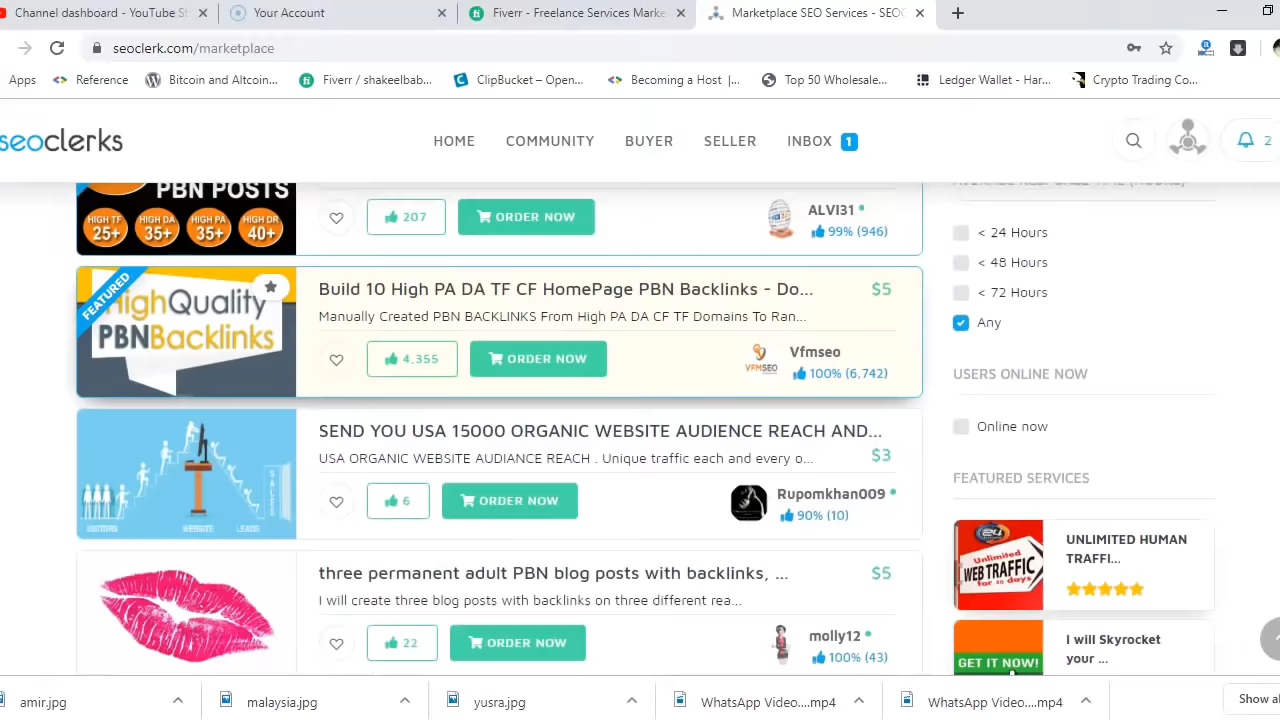 Channel dashboard - YouTube St
Your Account
Fiverr - Freelance Services Marke
Marketplace SEO Services - SEOC
seoclerk.com/marketplace
Apps
Reference
Bitcoin and Altcoin...
Fiverr / shakeelbab...
ClipBucket – Open...
Becoming a Host |...
Top 50 Wholesale...
Ledger Wallet - Har...
Crypto Trading Co...
seoclerks
HOME
COMMUNITY
BUYER
SELLER
INBOX 1
2
PBN POSTS
HIGH TF 25+
HIGH DA 35+
HIGH PA 35+
HIGH DR 40+
207
ORDER NOW
ALVI31
99% (946)
FEATURED
HighQuality
PBNBacklinks
Build 10 High PA DA TF CF HomePage PBN Backlinks - Do...
$5
Manually Created PBN BACKLINKS From High PA DA CF TF Domains To Ran...
4,355
ORDER NOW
VFMSEO
Vfmseo
100% (6,742)
VISITORS
WEBSITE
LEADS
SEND YOU USA 15000 ORGANIC WEBSITE AUDIENCE REACH AND...
USA ORGANIC WEBSITE AUDIANCE REACH . Unique traffic each and every o...
$3
6
ORDER NOW
Rupomkhan009
90% (10)
three permanent adult PBN blog posts with backlinks, ...
$5
I will create three blog posts with backlinks on three different rea...
22
ORDER NOW
molly12
100% (43)
< 24 Hours
< 48 Hours
< 72 Hours
Any
USERS ONLINE NOW
Online now
FEATURED SERVICES
24
Unlimited
WEB TRAFFIC
for 30 days
UNLIMITED HUMAN
TRAFFI...
I will Skyrocket
your ...
GET IT NOW!
amir.jpg
malaysia.jpg
yusra.jpg
WhatsApp Video....mp4
WhatsApp Video....mp4
Show al